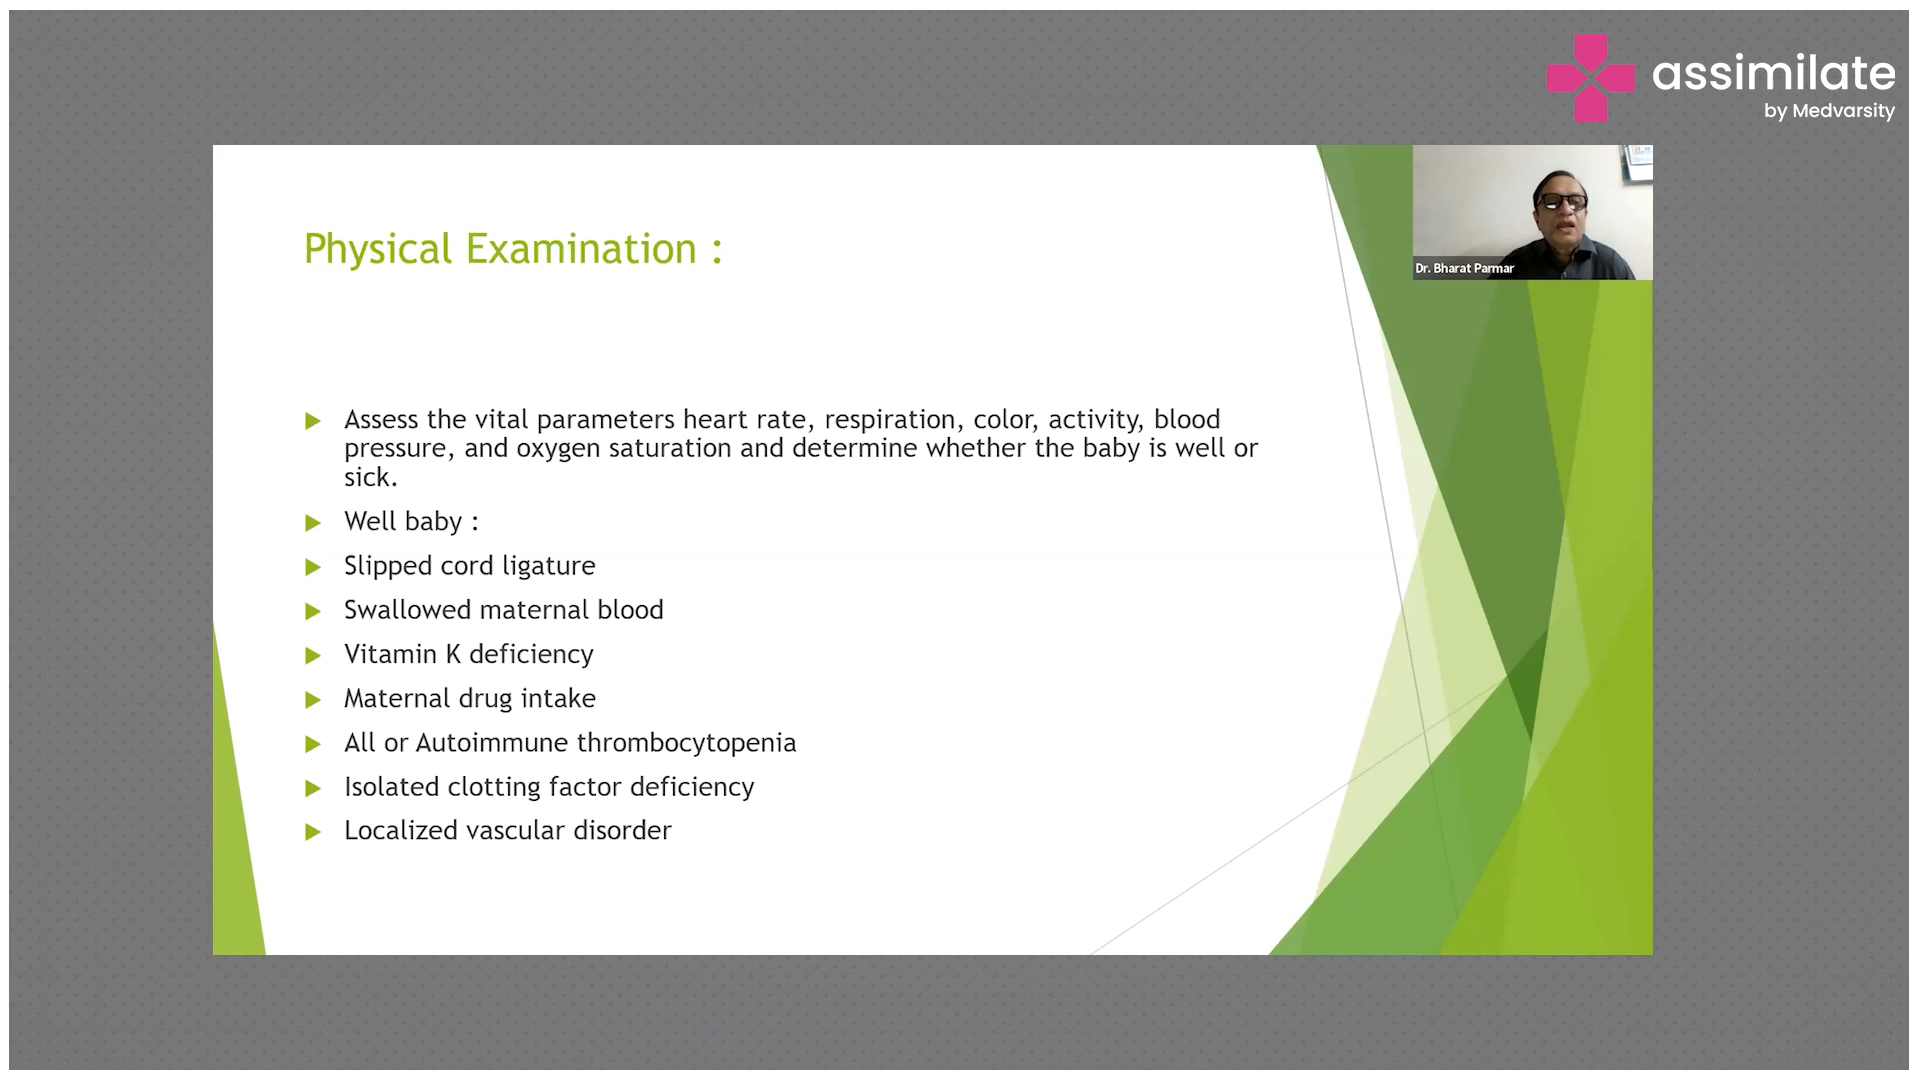 assimilate
by Medvarsity
Dr. Bharat Parmar
Physical Examination :
Assess the vital parameters heart rate, respiration, color, activity, blood
pressure, and oxygen saturation and determine whether the baby is well or
sick.
Well baby :
Slipped cord ligature
Swallowed maternal blood
Vitamin K deficiency
Maternal drug intake
All or Autoimmune thrombocytopenia
Isolated clotting factor deficiency
Localized vascular disorder